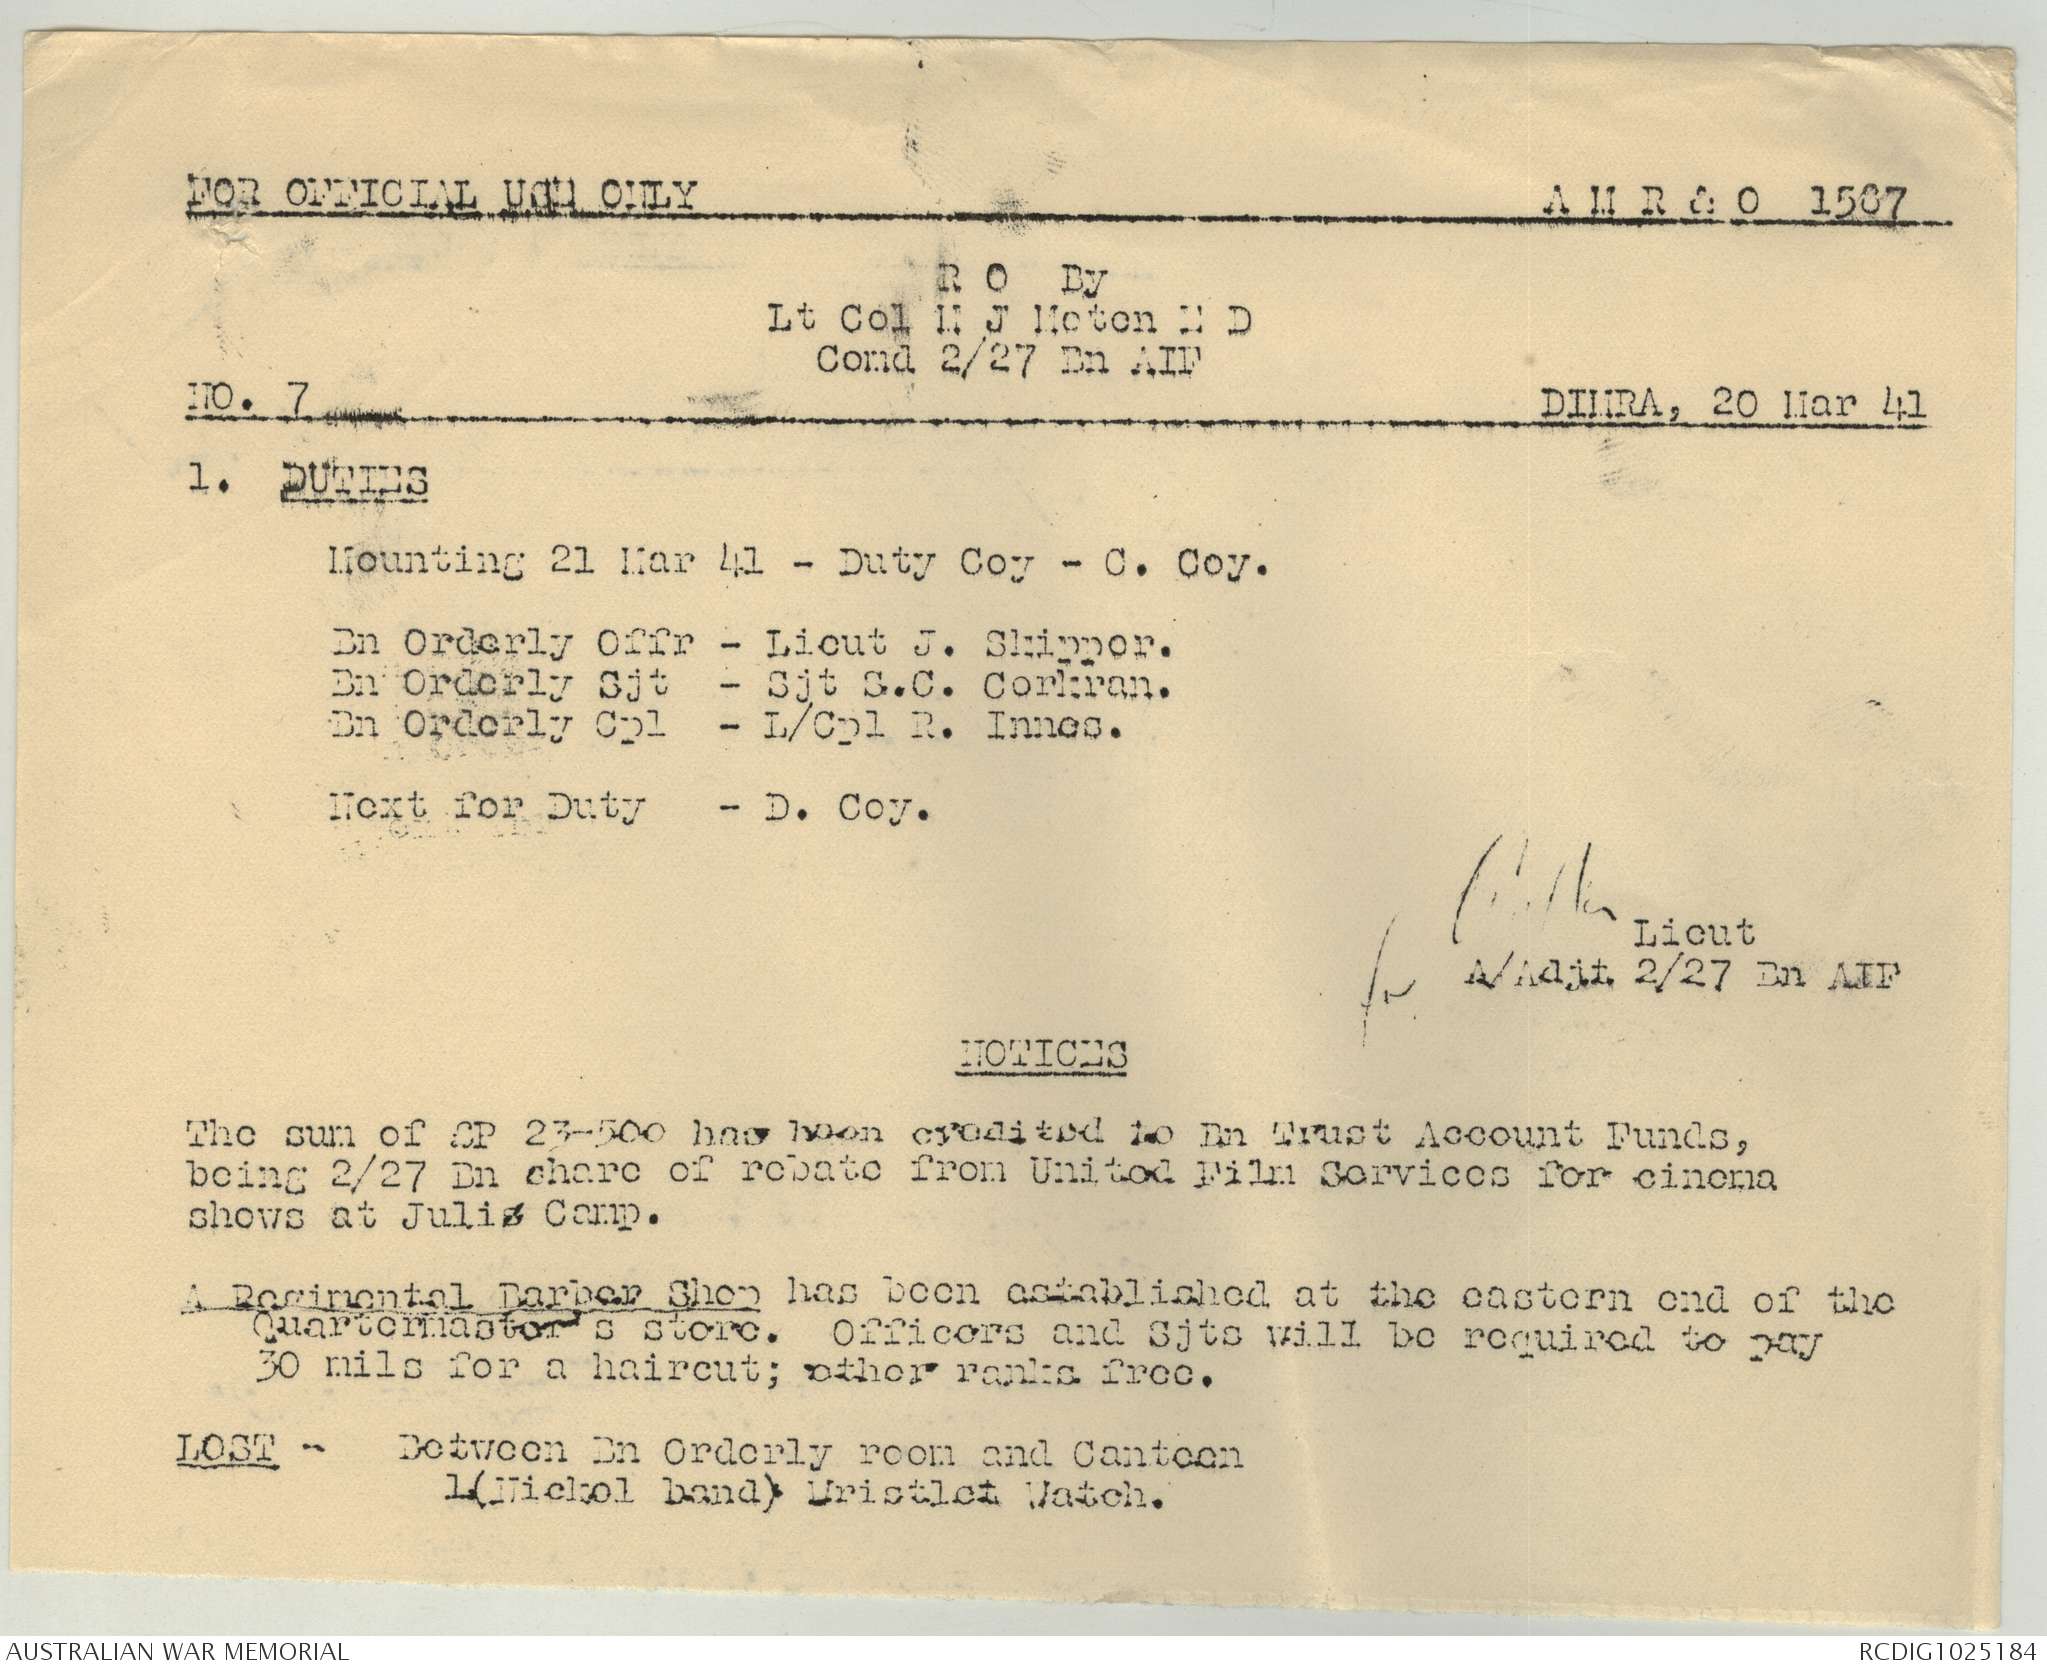 FOR OFFICIAL USE ONLY A M R & O 1587
R O By
Lt Col M J Moten E D
Comd 2/27 Bn AIF
NO. 7 DIMRA, 20 Mar 41
1. DUTIES
Mounting 21 Mar 41 - Duty Coy - C. Coy.
Bn Orderly Offr - Lieut J. Skipper.
Bn Orderly Sjt - Sjt S.C. Corkran.
Bn Orderly Cpl - L/Cpl R. Innes.
Next for Duty - D. Coy.
Lieut
for A/Adjt 2/27 Bn AIF
NOTICES
The sum of £P 23-500 has been credited to Bn Trust Account Funds,
being 2/27 Bn share of rebate from United Film Services for cinema
shows at Julis Camp.
A Regimental Barber Shop has been established at the eastern end of the
Quartermaster's store. Officers and Sjts will be required to pay
30 mils for a haircut; other ranks free.
LOST - Between Bn Orderly room and Canteen
1(Nickel band) Wristlet Watch.
AUSTRALIAN WAR MEMORIAL RCDIG1025184